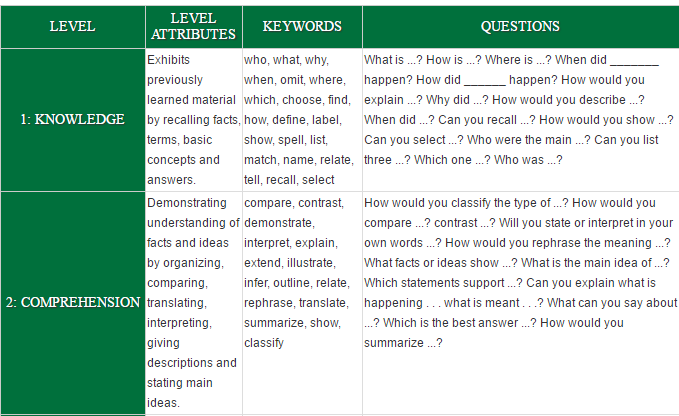 LEVEL
LEVEL
ATTRIBUTES
KEYWORDS
QUESTIONS
1: KNOWLEDGE
Exhibits
previously
learned material
by recalling facts,
terms, basic
concepts and
answers.
who, what, why,
when, omit, where,
which, choose, find,
how, define, label,
show, spell, list,
match, name, relate,
tell, recall, select
What is ...? How is ...? Where is ...? When did _______
happen? How did ______ happen? How would you
explain ...? Why did ...? How would you describe ...?
When did ...? Can you recall ...? How would you show ...?
Can you select ...? Who were the main ...? Can you list
three ...? Which one ...? Who was ...?
2: COMPREHENSION
Demonstrating
understanding of
facts and ideas
by organizing,
comparing,
translating,
interpreting,
giving
descriptions and
stating main
ideas.
compare, contrast,
demonstrate,
interpret, explain,
extend, illustrate,
infer, outline, relate,
rephrase, translate,
summarize, show,
classify
How would you classify the type of ...? How would you
compare ...? contrast ...? Will you state or interpret in your
own words ...? How would you rephrase the meaning ...?
What facts or ideas show ...? What is the main idea of ...?
Which statements support ...? Can you explain what is
happening . . . what is meant . . .? What can you say about
...? Which is the best answer ...? How would you
summarize ...?